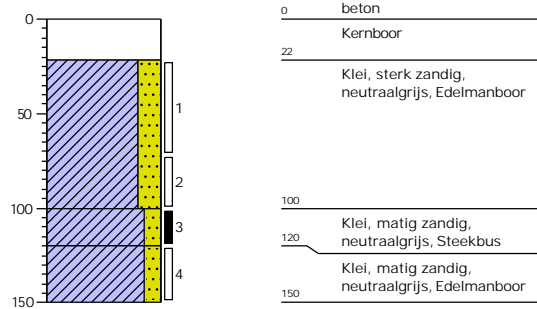 0
50
100
150
1
2
3
4
0
beton
Kernboor
22
Klei, sterk zandig,
neutraalgrijs, Edelmanboor
100
Klei, matig zandig,
neutraalgrijs, Steekbus
120
Klei, matig zandig,
neutraalgrijs, Edelmanboor
150